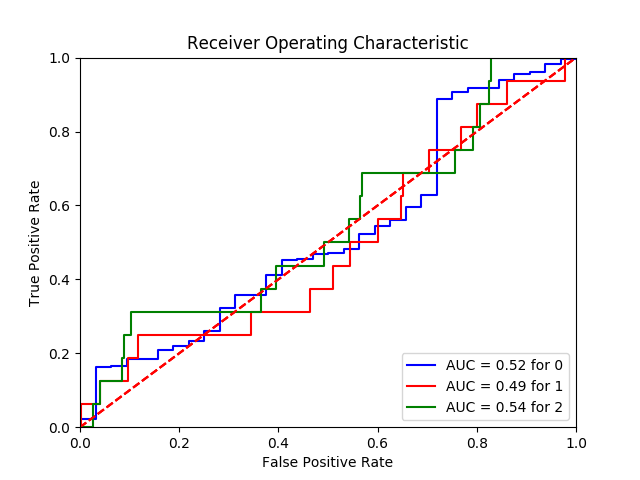 Receiver Operating Characteristic
True Positive Rate
1.0
0.8
0.6
0.4
0.2
0.0
AUC = 0.52 for 0
AUC = 0.49 for 1
AUC = 0.54 for 2
0.0 0.2 0.4 0.6 0.8 1.0
False Positive Rate